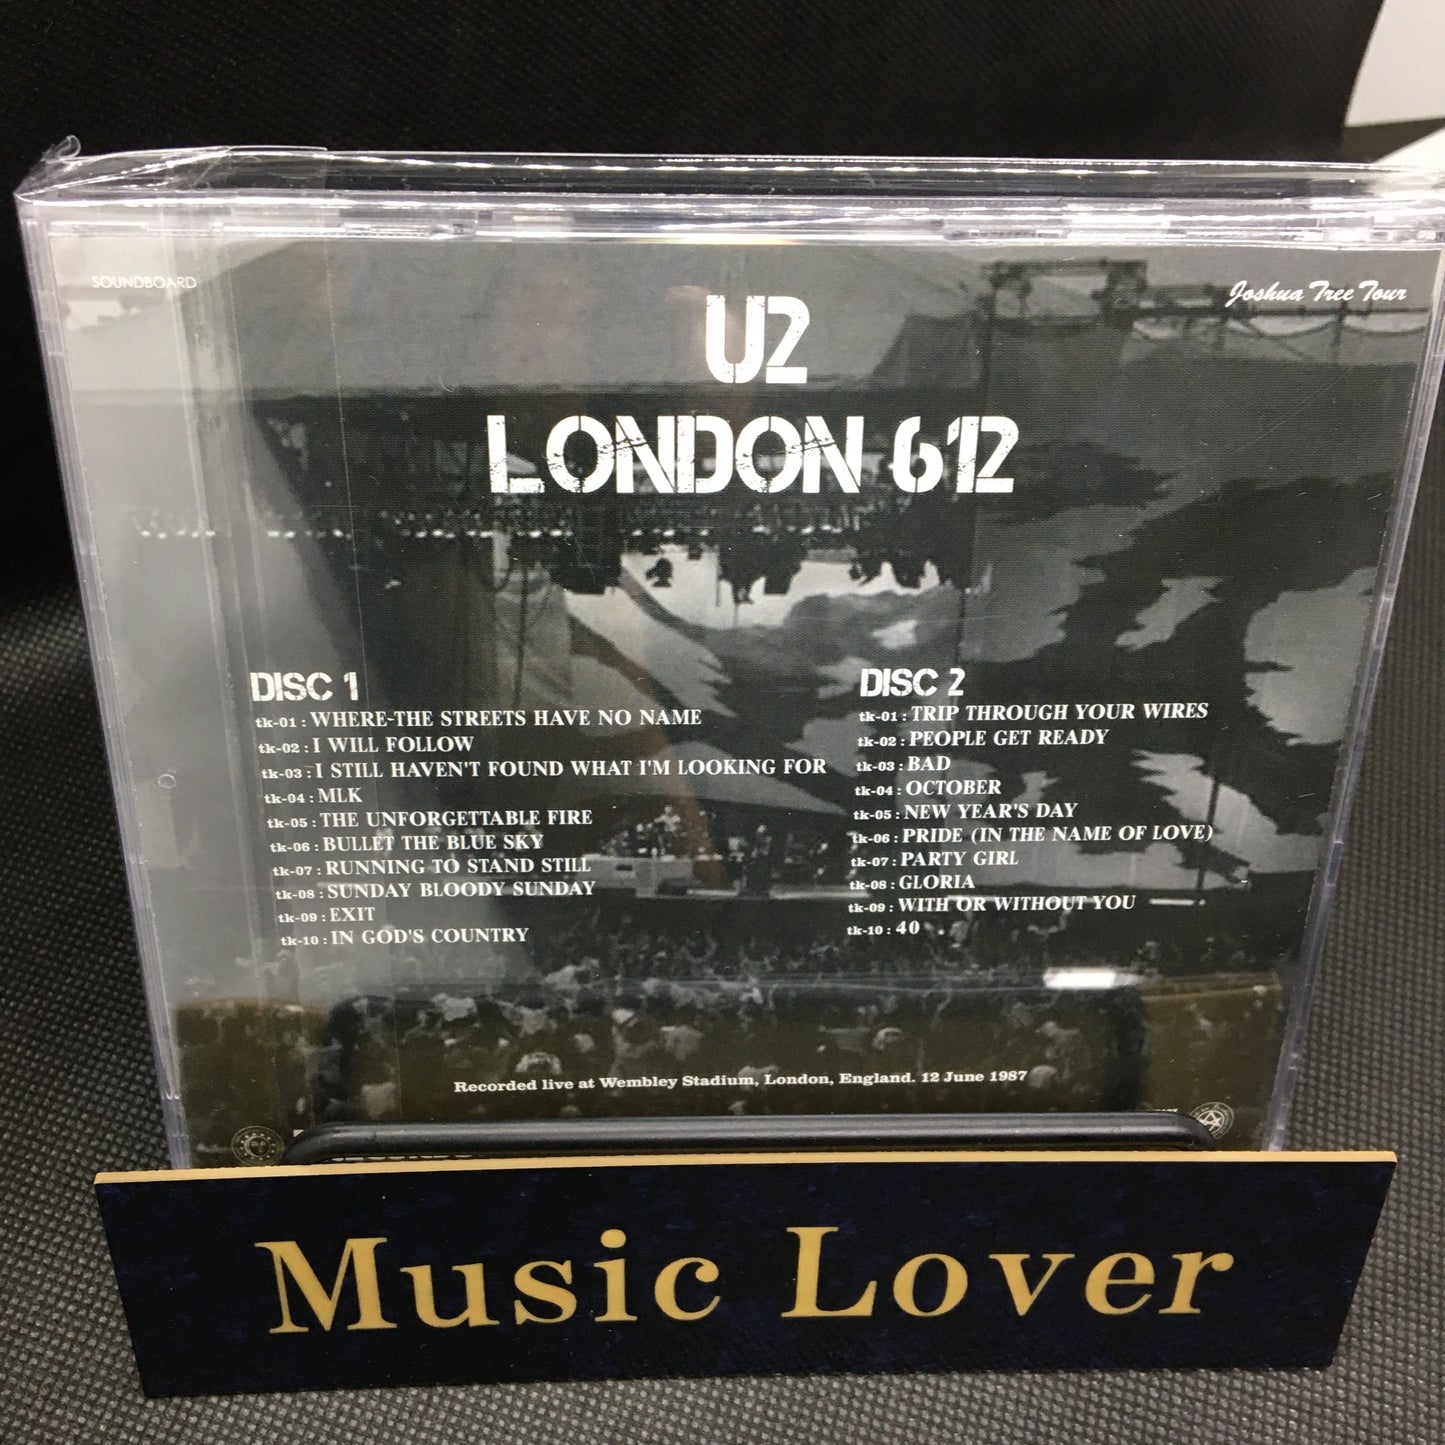 SOUNDBOARD
Joshua Tree Tour
U2
LONDON 612
DISC 1
tk-01 : WHERE-THE STREETS HAVE NO NAME
tk-02 : I WILL FOLLOW
tk-03 : I STILL HAVEN'T FOUND WHAT I'M LOOKING FOR
tk-04 : MLK
tk-05 : THE UNFORGETTABLE FIRE
tk-06 : BULLET THE BLUE SKY
tk-07 : RUNNING TO STAND STILL
tk-08 : SUNDAY BLOODY SUNDAY
tk-09 : EXIT
tk-10 : IN GOD'S COUNTRY
DISC 2
tk-01 : TRIP THROUGH YOUR WIRES
tk-02 : PEOPLE GET READY
tk-03 : BAD
tk-04 : OCTOBER
tk-05 : NEW YEAR'S DAY
tk-06 : PRIDE (IN THE NAME OF LOVE)
tk-07 : PARTY GIRL
tk-08 : GLORIA
tk-09 : WITH OR WITHOUT YOU
tk-10 : 40
Recorded live at Wembley Stadium, London, England. 12 June 1987
Music Lover